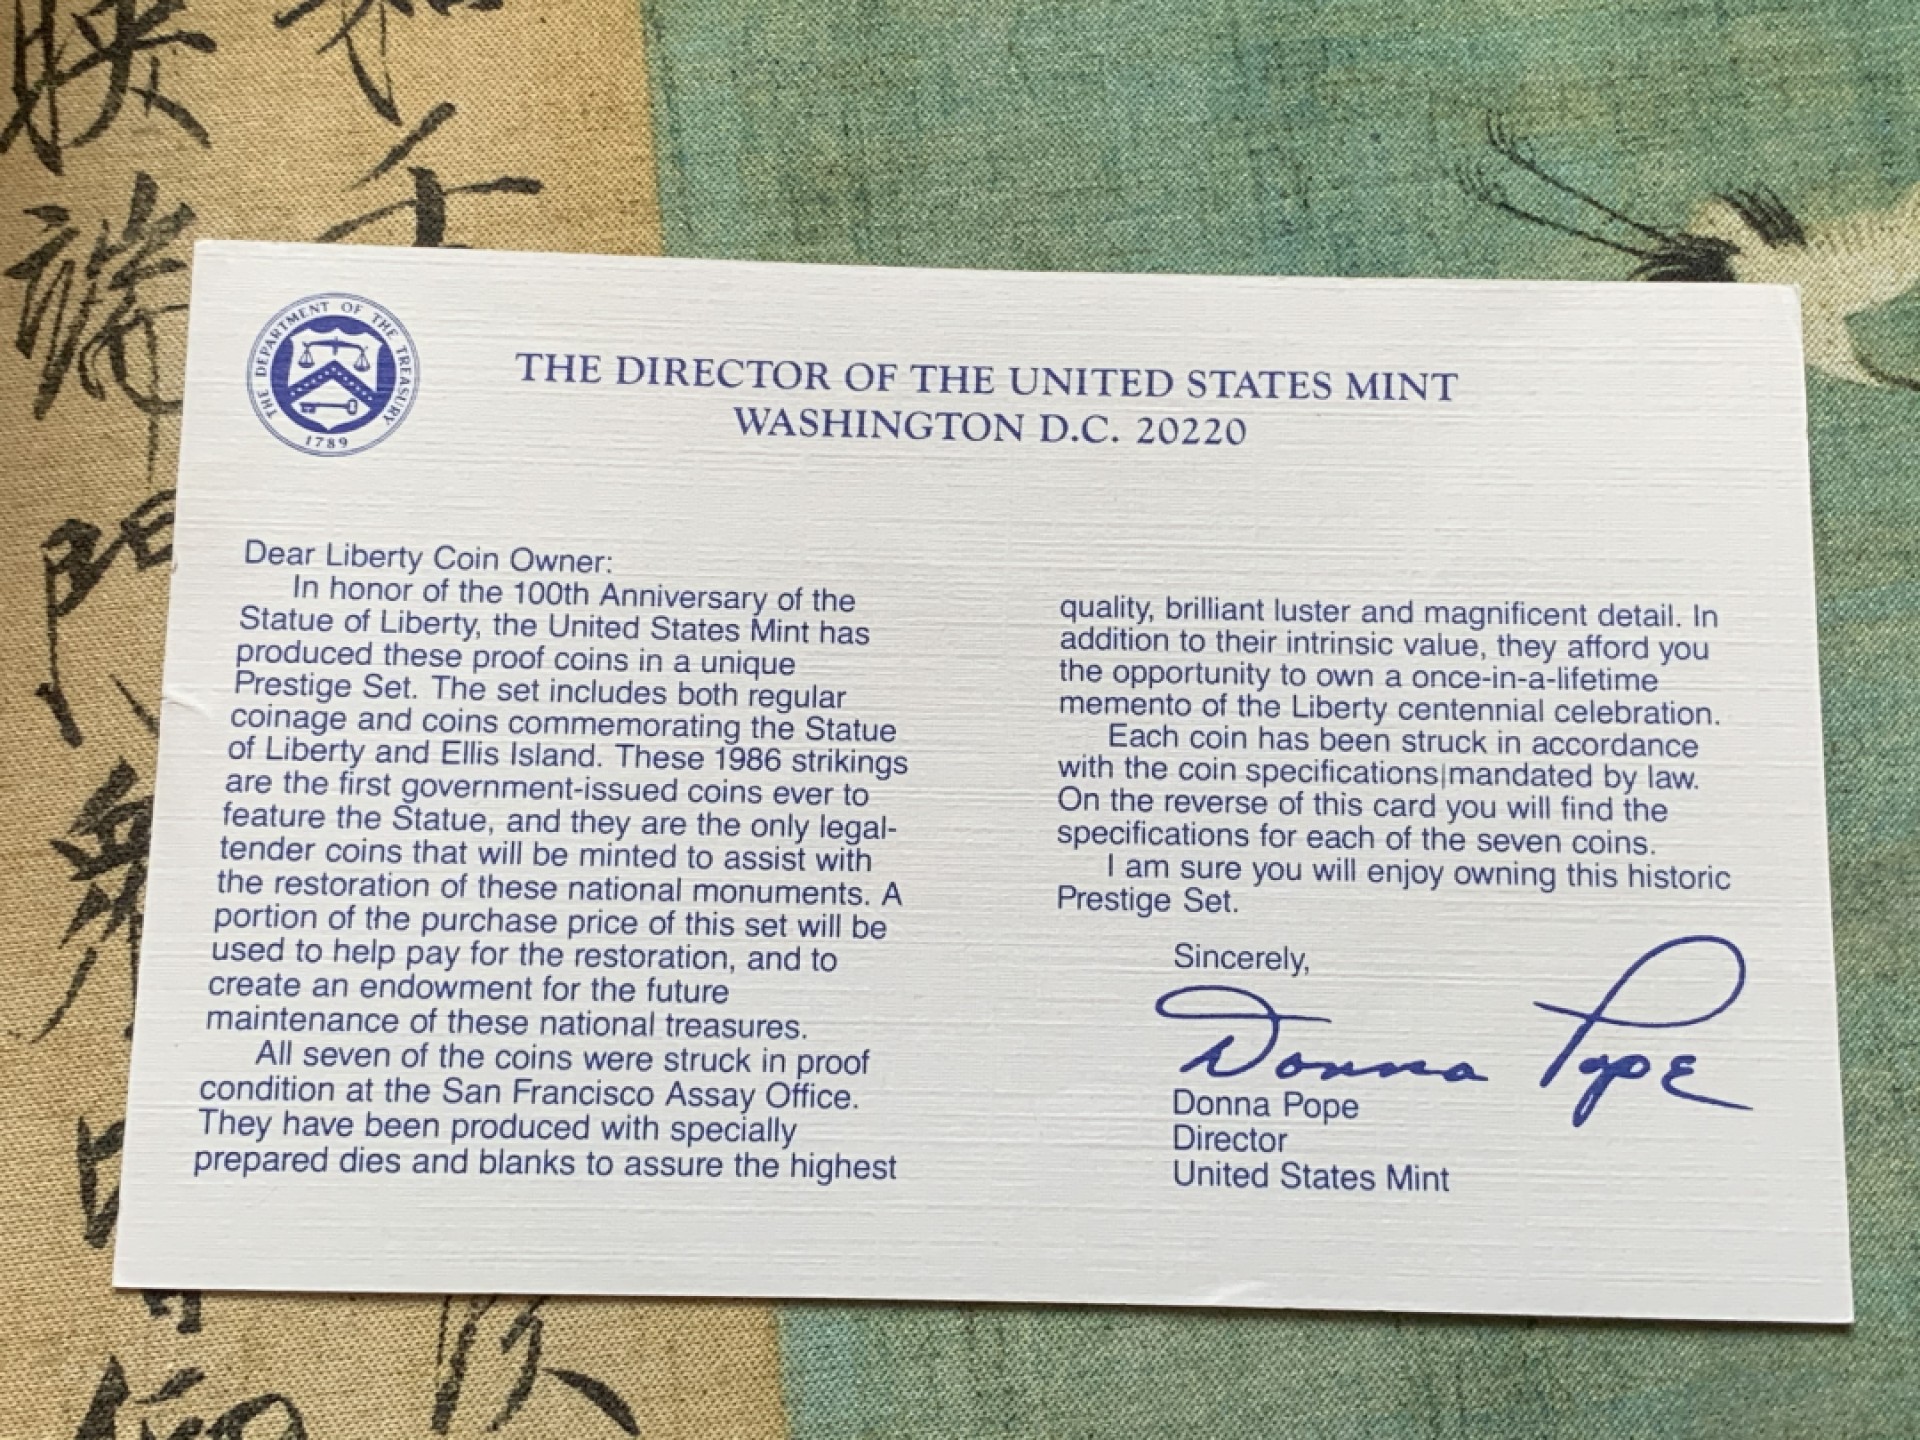 THE DEPARTMENT OF THE TREASURY
1789
THE DIRECTOR OF THE UNITED STATES MINT
WASHINGTON D.C. 20220
Dear Liberty Coin Owner:
In honor of the 100th Anniversary of the
Statue of Liberty, the United States Mint has
produced these proof coins in a unique
Prestige Set. The set includes both regular
coinage and coins commemorating the Statue
of Liberty and Ellis Island. These 1986 strikings
are the first government-issued coins ever to
feature the Statue, and they are the only legal-
tender coins that will be minted to assist with
the restoration of these national monuments. A
portion of the purchase price of this set will be
used to help pay for the restoration, and to
create an endowment for the future
maintenance of these national treasures.
All seven of the coins were struck in proof
condition at the San Francisco Assay Office.
They have been produced with specially
prepared dies and blanks to assure the highest
quality, brilliant luster and magnificent detail. In
addition to their intrinsic value, they afford you
the opportunity to own a once-in-a-lifetime
memento of the Liberty centennial celebration.
Each coin has been struck in accordance
with the coin specifications|mandated by law.
On the reverse of this card you will find the
specifications for each of the seven coins.
I am sure you will enjoy owning this historic
Prestige Set.
Sincerely,
Donna Pope
Donna Pope
Director
United States Mint
端
門